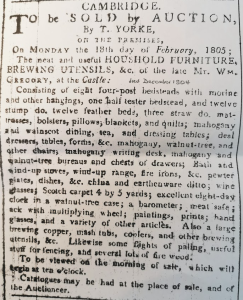 CAMBRIDGE.
To be SOLD by AUCTION,
By T. YORKE,
ON THE PREMISES,
On MONDAY the 18th day of February, 1805;
The neat and useful HOUSHOLD FURNITURE,
BREWING UTENSILS, &c. of the late Mr. WM.
GREGORY, at the Castle:
Consisting of eight four-post bedsteads with morine
and other hangings, one half tester bedstead, and twelve
stump do. twelve feather beds, three straw do. mat-
trasses, bolsters, pillows, blankets, and quilts; mahogany
and walnut dining, tea, and dressing tables; deal
dressers, tables, forms, &c. mahogany, walnut-tree, and
other chairs; mahogany writing desk, mahogany and
walnut-tree bureaus and chests of drawers; Bath and
wind-up stoves, wind-up range, fire irons, &c. pewter
plates, dishes, &c. china and earthenware ditto; wine
glasses; Scotch carpet 4 by 5 yards; excellent eight-day
clock in a walnut-tree case; a barometer; meat safe;
jack with multiplying wheel; paintings, prints; hand
glasses, and a variety of other articles. Also a large
brewing copper, mash tubs, coolers, and other brewing
utensils, &c. Likewise some flights of paling, useful
stuff for fencing, and several lots of fire wood.
To be viewed on the morning of sale, which will
begin at ten o'clock.
Catalogues may be had at the place of sale, and of
the Auctioneer.